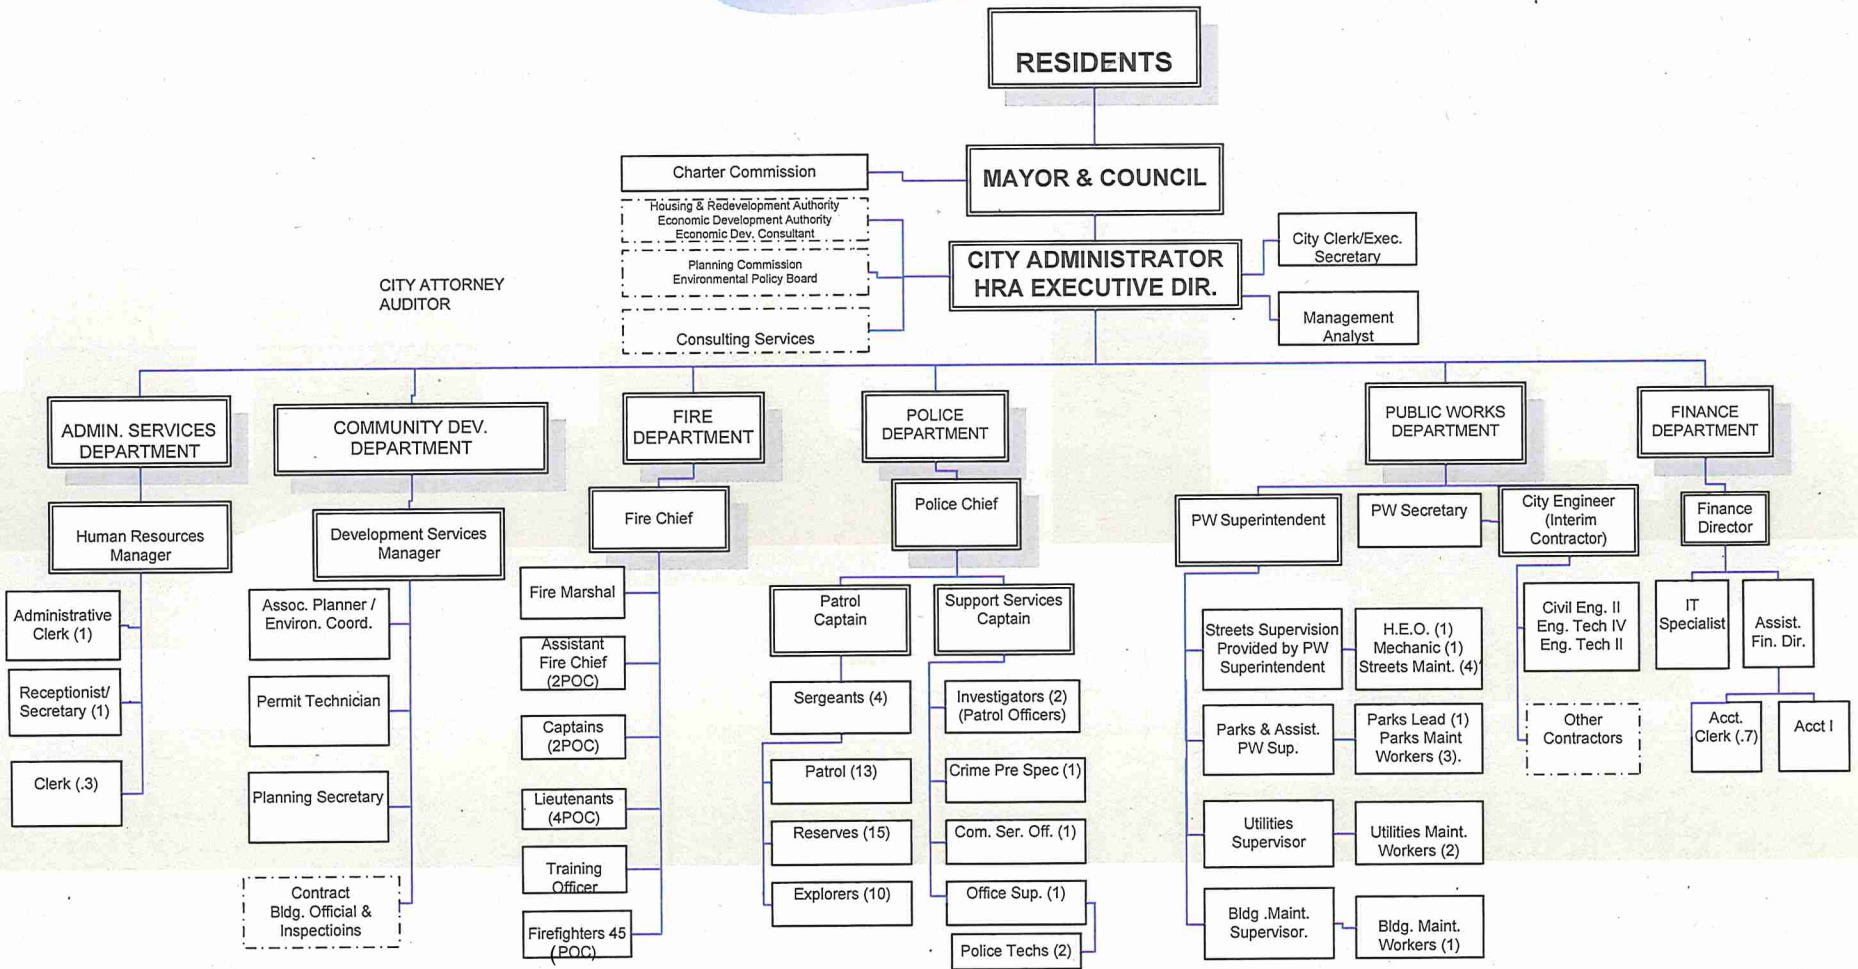 RESIDENTS
MAYOR & COUNCIL
Charter Commission
Housing & Redevelopment Authority
Economic Development Authority
Economic Dev. Consultant
Planning Commission
Environmental Policy Board
Consulting Services
CITY ADMINISTRATOR
HRA EXECUTIVE DIR.
City Clerk/Exec.
Secretary
Management
Analyst
CITY ATTORNEY
AUDITOR
ADMIN. SERVICES
DEPARTMENT
Human Resources
Manager
Administrative
Clerk (1)
Receptionist/
Secretary (1)
Clerk (.3)
COMMUNITY DEV.
DEPARTMENT
Development Services
Manager
Assoc. Planner /
Environ. Coord.
Permit Technician
Planning Secretary
Contract
Bldg. Official &
Inspectioins
FIRE
DEPARTMENT
Fire Chief
Fire Marshal
Assistant
Fire Chief
(2POC)
Captains
(2POC)
Lieutenants
(4POC)
Training
Officer
Firefighters 45
(POC)
POLICE
DEPARTMENT
Police Chief
Patrol
Captain
Sergeants (4)
Patrol (13)
Reserves (15)
Explorers (10)
Support Services
Captain
Investigators (2)
(Patrol Officers)
Crime Pre Spec (1)
Com. Ser. Off. (1)
Office Sup. (1)
Police Techs (2)
PUBLIC WORKS
DEPARTMENT
PW Superintendent
PW Secretary
City Engineer
(Interim
Contractor)
Streets Supervision
Provided by PW
Superintendent
H.E.O. (1)
Mechanic (1)
Streets Maint. (4)
Parks & Assist.
PW Sup.
Parks Lead (1)
Parks Maint
Workers (3).
Utilities
Supervisor
Utilities Maint.
Workers (2)
Bldg .Maint.
Supervisor.
Bldg. Maint.
Workers (1)
Civil Eng. II
Eng. Tech IV
Eng. Tech II
Other
Contractors
FINANCE
DEPARTMENT
Finance
Director
IT
Specialist
Assist.
Fin. Dir.
Acct.
Clerk (.7)
Acct I